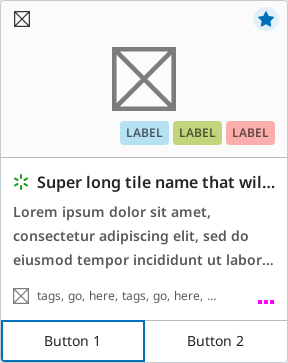 LABEL LABEL LABEL
Super long tile name that wil...
Lorem ipsum dolor sit amet,
consectetur adipiscing elit, sed do
eiusmod tempor incididunt ut labor...
tags, go, here, tags, go, here, ...
Button 1 Button 2